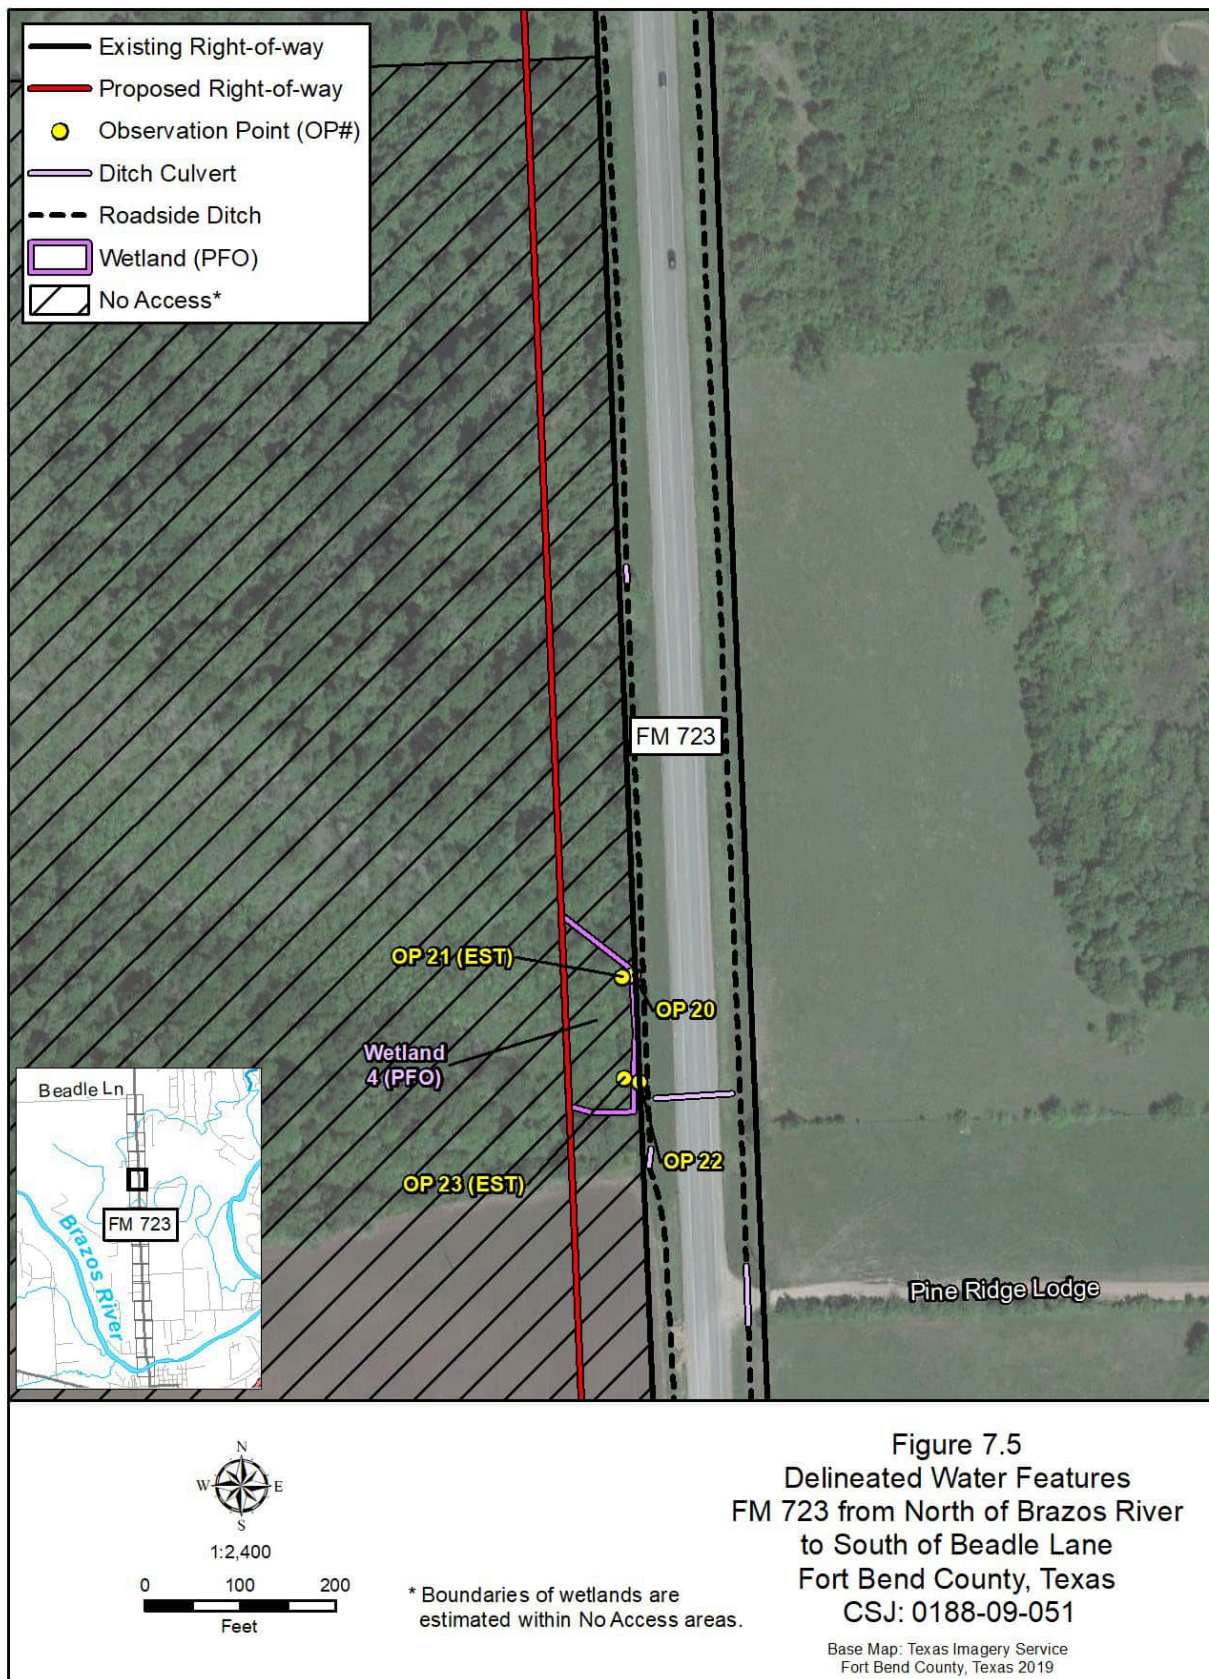 Existing Right-of-way
Proposed Right-of-way
Observation Point (OP#)
Ditch Culvert
Roadside Ditch
Wetland (PFO)
No Access*
FM 723
OP 21 (EST)
OP 20
Wetland
4 (PFO)
OP 22
OP 23 (EST)
Pine Ridge Lodge
Beadle Ln
FM 723
Brazos River
N
W
E
S
1:2,400
0 100 200
Feet
* Boundaries of wetlands are
estimated within No Access areas.
Figure 7.5
Delineated Water Features
FM 723 from North of Brazos River
to South of Beadle Lane
Fort Bend County, Texas
CSJ: 0188-09-051
Base Map: Texas Imagery Service
Fort Bend County, Texas 2019